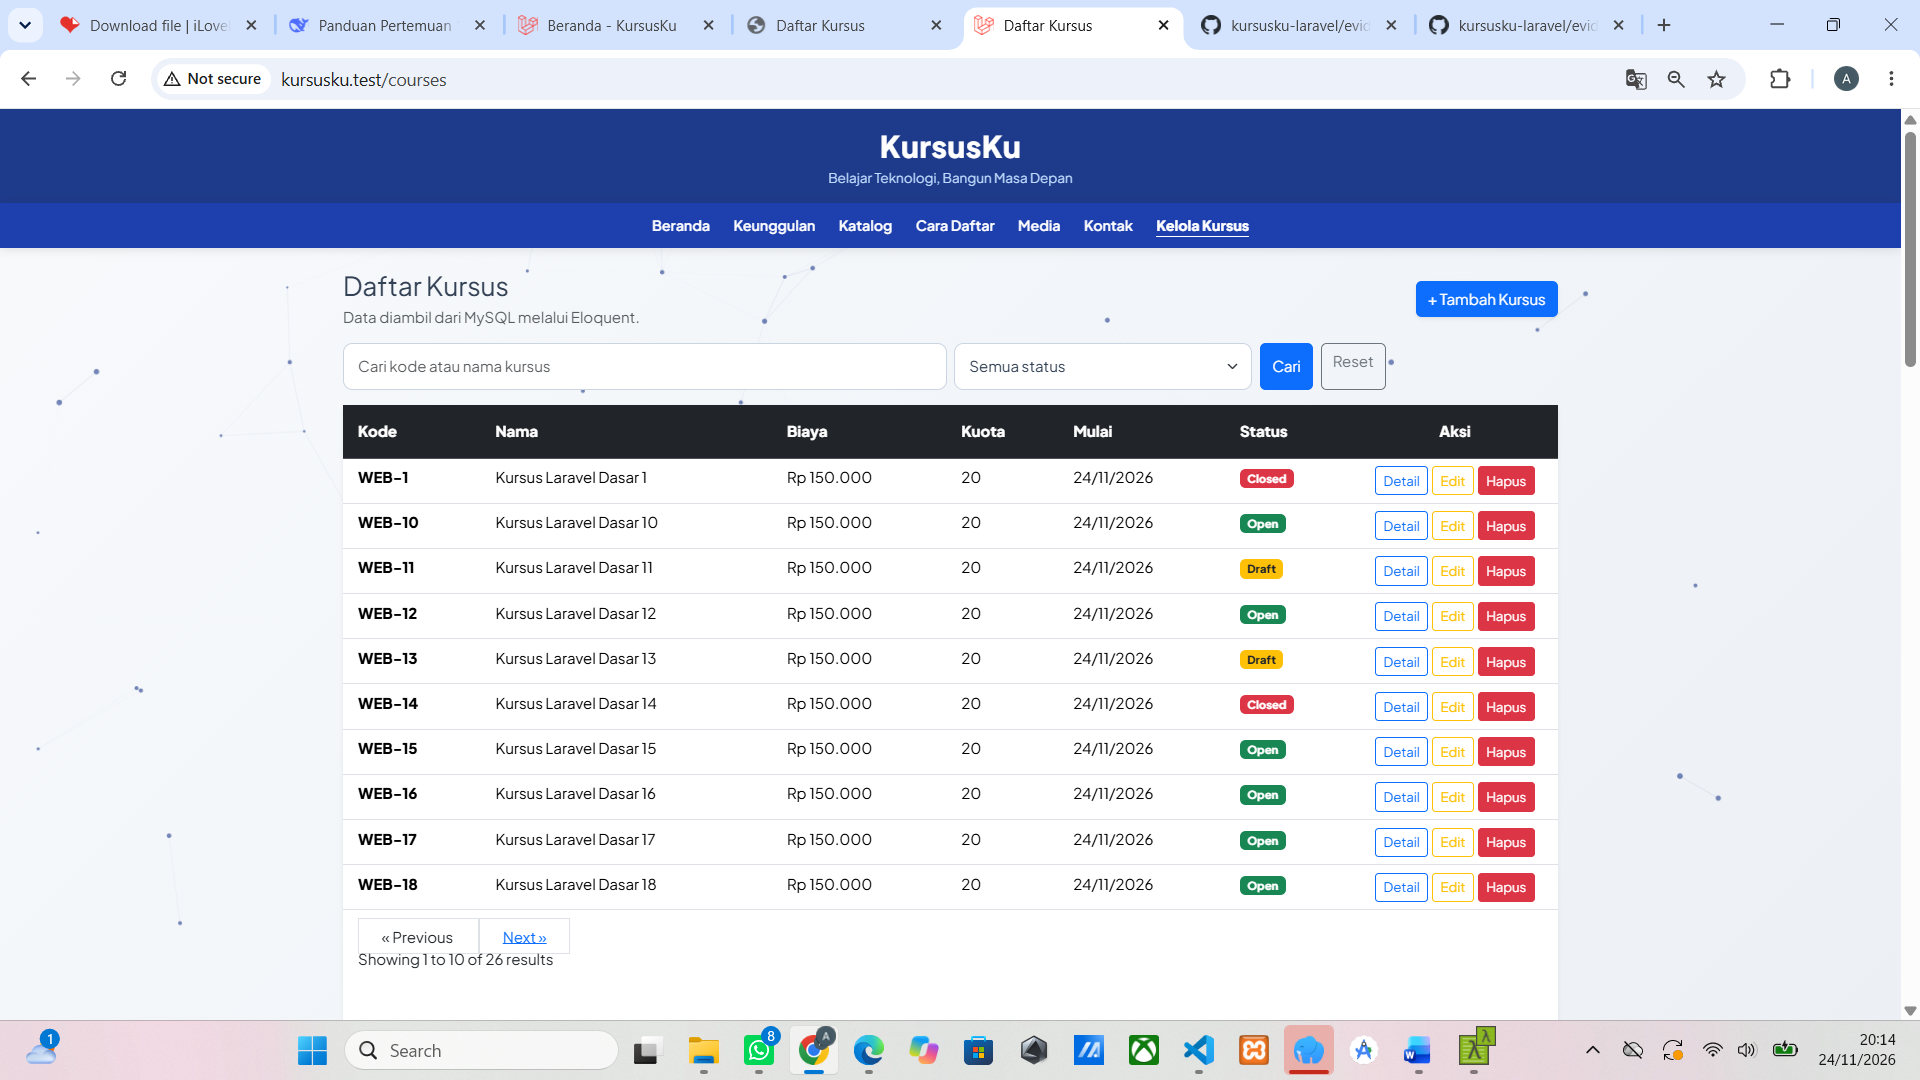 Download file | iLove
Panduan Pertemuan
Beranda - KursusKu
Daftar Kursus
Daftar Kursus
kursusku-laravel/evid
kursusku-laravel/evid
Not secure
kursusku.test/courses
A
KursusKu
Belajar Teknologi, Bangun Masa Depan
Beranda Keunggulan Katalog Cara Daftar Media Kontak Kelola Kursus
Daftar Kursus
+ Tambah Kursus
Data diambil dari MySQL melalui Eloquent.
Cari kode atau nama kursus
Semua status
Cari
Reset
Kode Nama Biaya Kuota Mulai Status Aksi
WEB-1 Kursus Laravel Dasar 1 Rp 150.000 20 24/11/2026 Closed Detail Edit Hapus
WEB-10 Kursus Laravel Dasar 10 Rp 150.000 20 24/11/2026 Open Detail Edit Hapus
WEB-11 Kursus Laravel Dasar 11 Rp 150.000 20 24/11/2026 Draft Detail Edit Hapus
WEB-12 Kursus Laravel Dasar 12 Rp 150.000 20 24/11/2026 Open Detail Edit Hapus
WEB-13 Kursus Laravel Dasar 13 Rp 150.000 20 24/11/2026 Draft Detail Edit Hapus
WEB-14 Kursus Laravel Dasar 14 Rp 150.000 20 24/11/2026 Closed Detail Edit Hapus
WEB-15 Kursus Laravel Dasar 15 Rp 150.000 20 24/11/2026 Open Detail Edit Hapus
WEB-16 Kursus Laravel Dasar 16 Rp 150.000 20 24/11/2026 Open Detail Edit Hapus
WEB-17 Kursus Laravel Dasar 17 Rp 150.000 20 24/11/2026 Open Detail Edit Hapus
WEB-18 Kursus Laravel Dasar 18 Rp 150.000 20 24/11/2026 Open Detail Edit Hapus
« Previous Next »
Showing 1 to 10 of 26 results
1
Search
8
A
20:14
24/11/2026